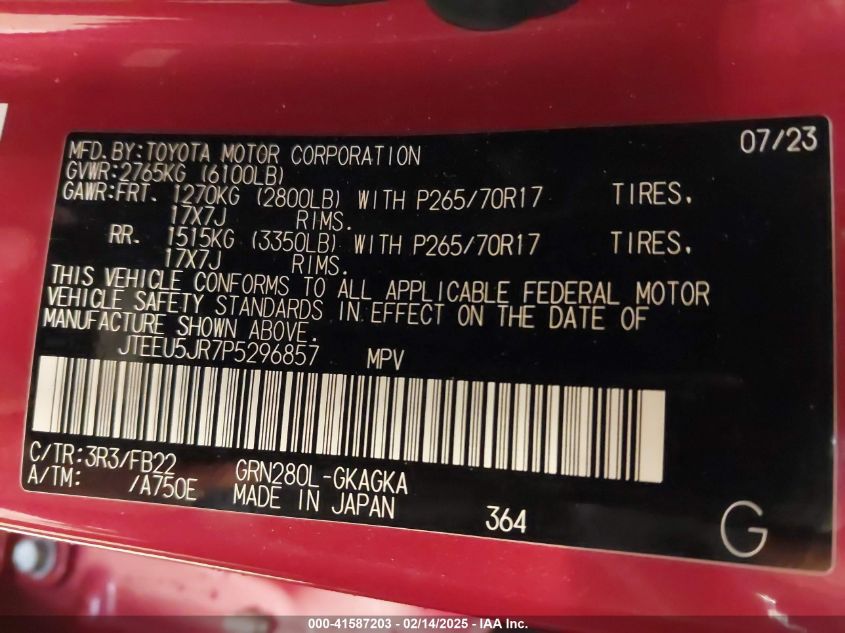 07/23
MFD. BY: TOYOTA MOTOR CORPORATION
GVWR: 2765KG (6100LB)
GAWR: FRT. 1270KG (2800LB) WITH P265/70R17 TIRES.
17X7J RIMS.
RR. 1515KG (3350LB) WITH P265/70R17 TIRES.
17X7J RIMS.
THIS VEHICLE CONFORMS TO ALL APPLICABLE FEDERAL MOTOR
VEHICLE SAFETY STANDARDS IN EFFECT ON THE DATE OF
MANUFACTURE SHOWN ABOVE.
JTEEU5JR7P5296857 MPV
C/TR: 3R3/FB22 GRN280L-GKAGKA
A/TM: /A750E MADE IN JAPAN 364
G
000-41587203 - 02/14/2025 - IAA Inc.